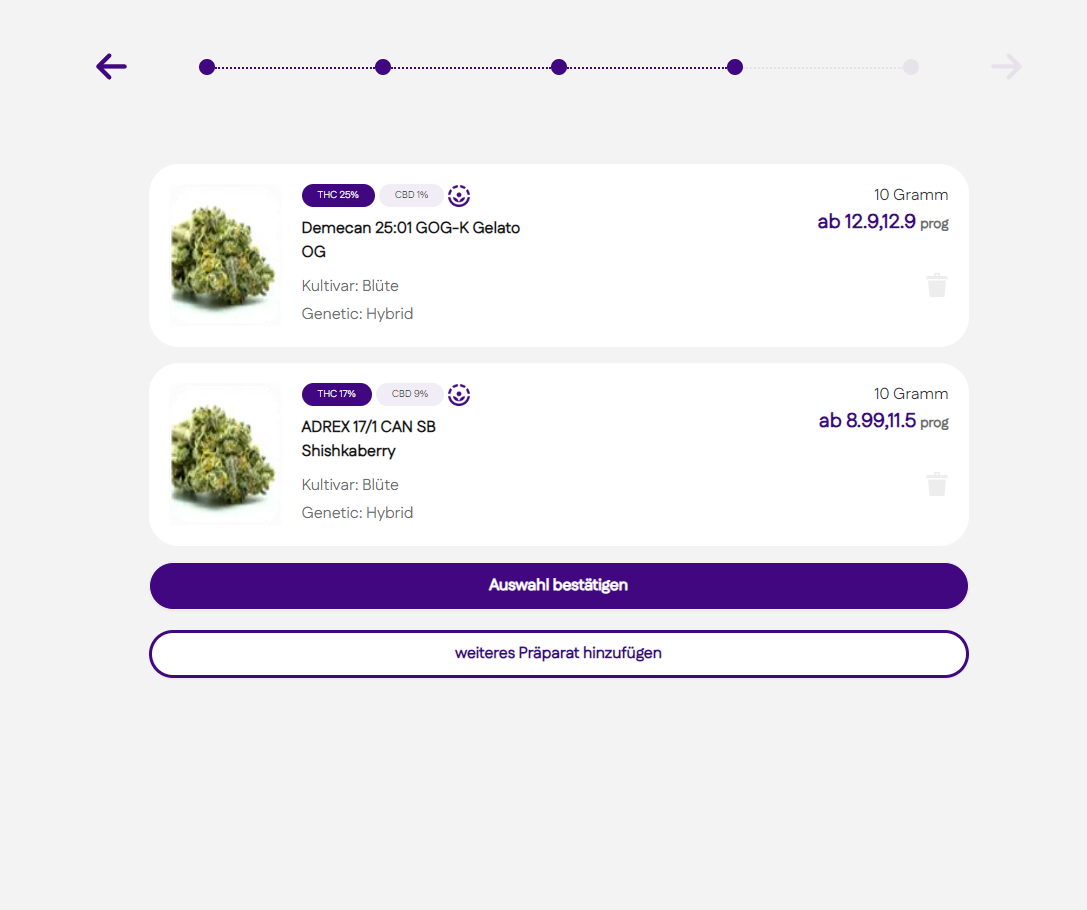 THC 25% CBD 1%
10 Gramm
Demecan 25:01 GOG-K Gelato
OG
ab 12.9,12.9 prog
Kultivar: Blüte
Genetic: Hybrid
THC 17% CBD 9%
10 Gramm
ADREX 17/1 CAN SB
Shishkaberry
ab 8.99,11.5 prog
Kultivar: Blüte
Genetic: Hybrid
Auswahl bestätigen
weiteres Präparat hinzufügen